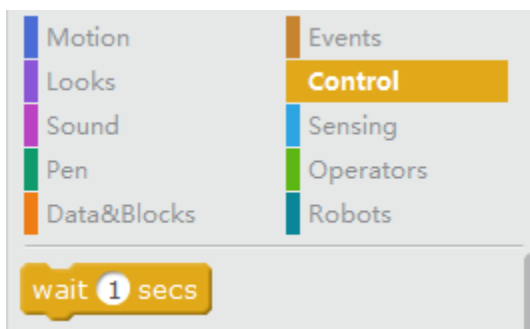 Motion
Events
Looks
Control
Sound
Sensing
Pen
Operators
Data&Blocks
Robots
wait 1 secs